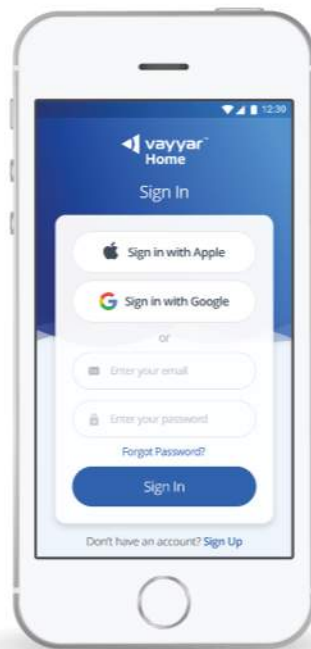 12:30
vayyar™
Home
Sign In
Sign in with Apple
Sign in with Google
or
Enter your email
Enter your password
Forgot Password?
Sign In
Don't have an account? Sign Up